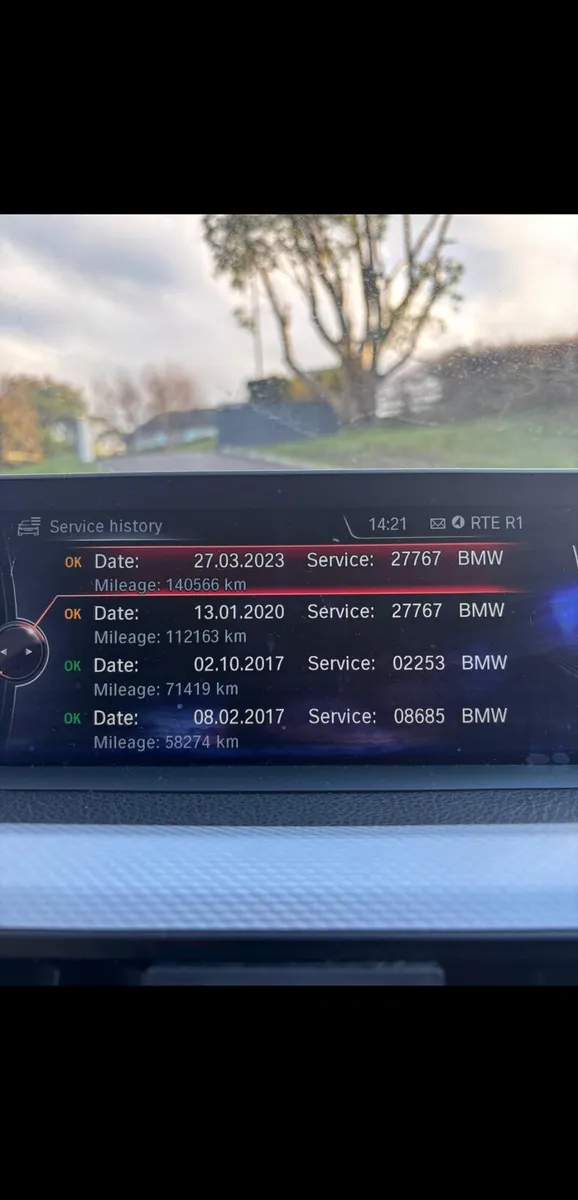 Service history 14:21 RTE R1
OK Date: 27.03.2023 Service: 27767 BMW
Mileage: 140566 km
OK Date: 13.01.2020 Service: 27767 BMW
Mileage: 112163 km
OK Date: 02.10.2017 Service: 02253 BMW
Mileage: 71419 km
OK Date: 08.02.2017 Service: 08685 BMW
Mileage: 58274 km